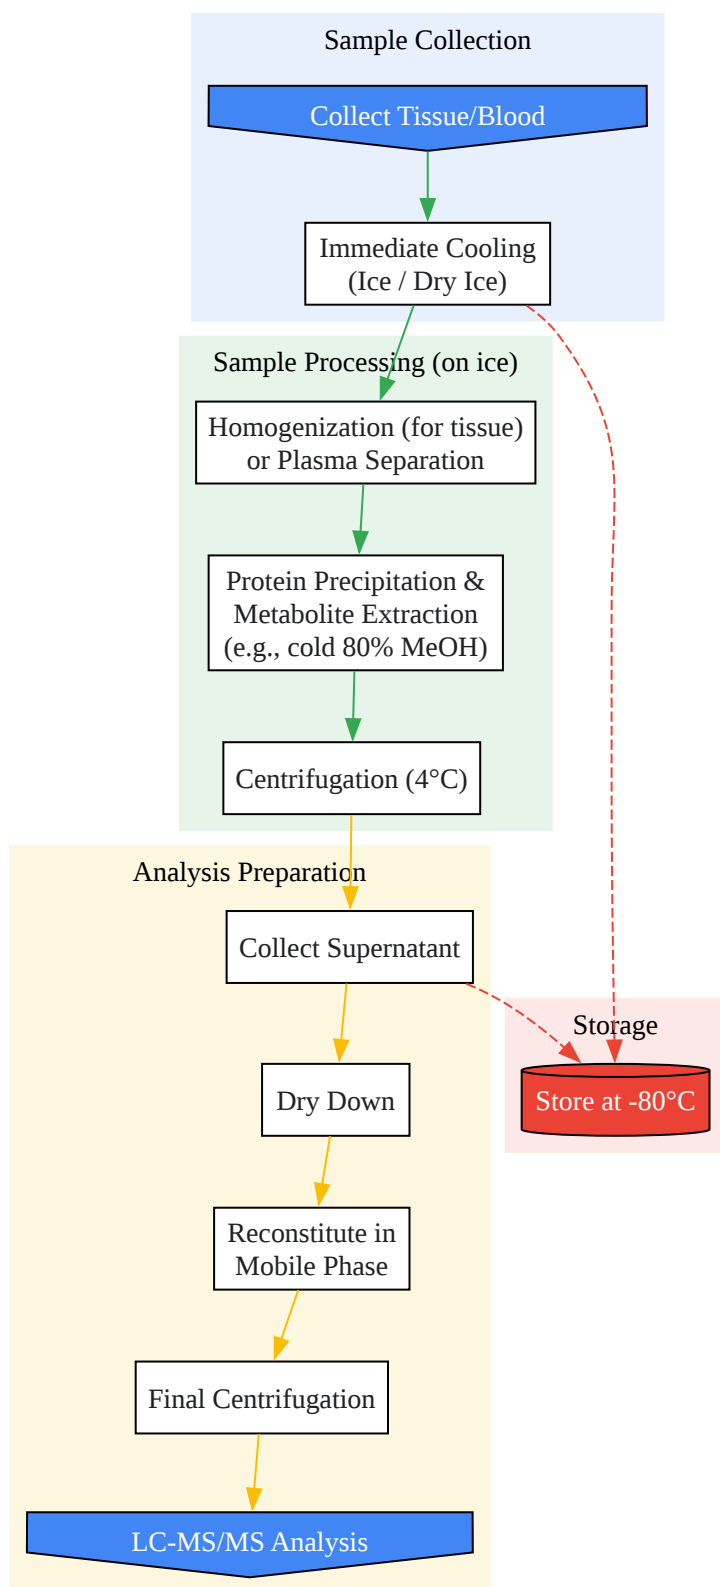 Sample Collection
Collect Tissue/Blood
Immediate Cooling
(Ice / Dry Ice)
Sample Processing (on ice)
Homogenization (for tissue)
or Plasma Separation
Protein Precipitation &
Metabolite Extraction
(e.g., cold 80% MeOH)
Centrifugation (4°C)
Analysis Preparation
Collect Supernatant
Storage
Store at -80°C
Dry Down
Reconstitute in
Mobile Phase
Final Centrifugation
LC-MS/MS Analysis